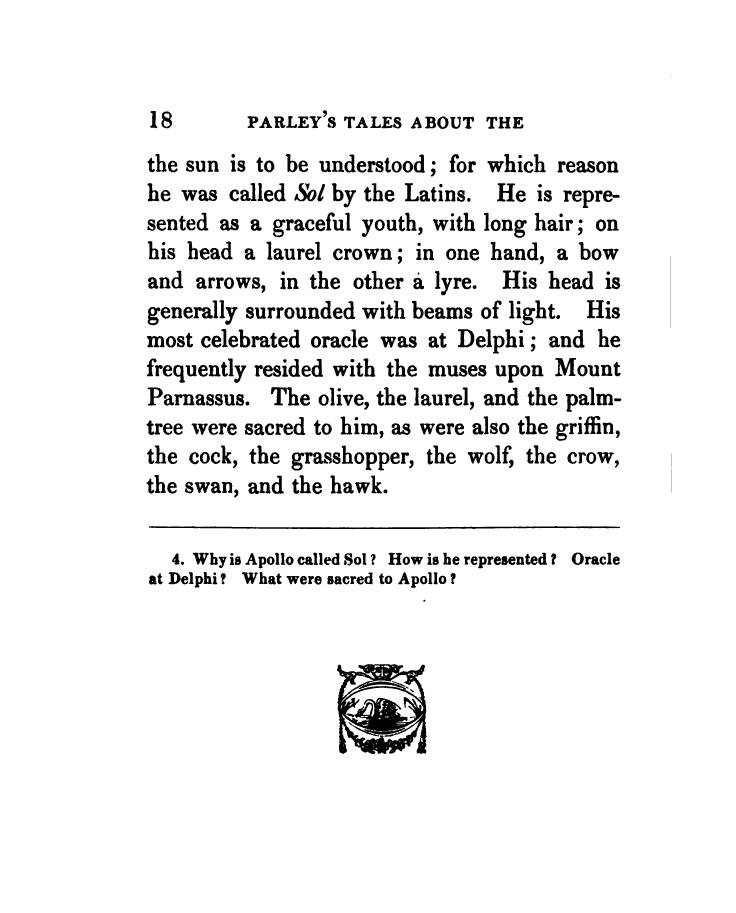 18 PARLEY'S TALES ABOUT THE
the sun is to be understood; for which reason
he was called Sol by the Latins. He is repre-
sented as a graceful youth, with long hair; on
his head a laurel crown; in one hand, a bow
and arrows, in the other a lyre. His head is
generally surrounded with beams of light. His
most celebrated oracle was at Delphi; and he
frequently resided with the muses upon Mount
Parnassus. The olive, the laurel, and the palm-
tree were sacred to him, as were also the griffin,
the cock, the grasshopper, the wolf, the crow,
the swan, and the hawk.
4. Why is Apollo called Sol? How is he represented? Oracle
at Delphi? What were sacred to Apollo?